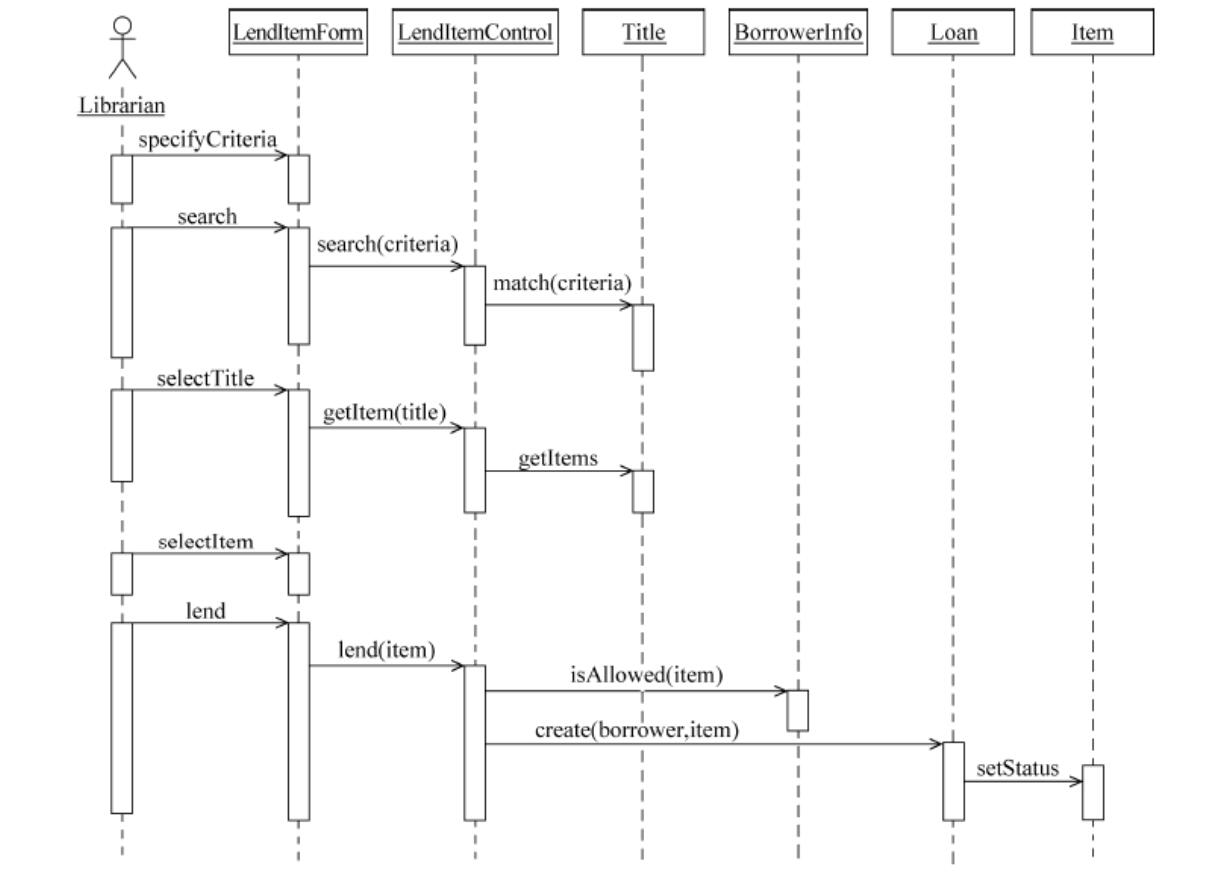 LendItemForm
LendItemControl
Title
BorrowerInfo
Loan
Item
Librarian
specifyCriteria
search
search(criteria)
match(criteria)
selectTitle
getItem(title)
getItems
selectItem
lend
lend(item)
isAllowed(item)
create(borrower,item)
setStatus